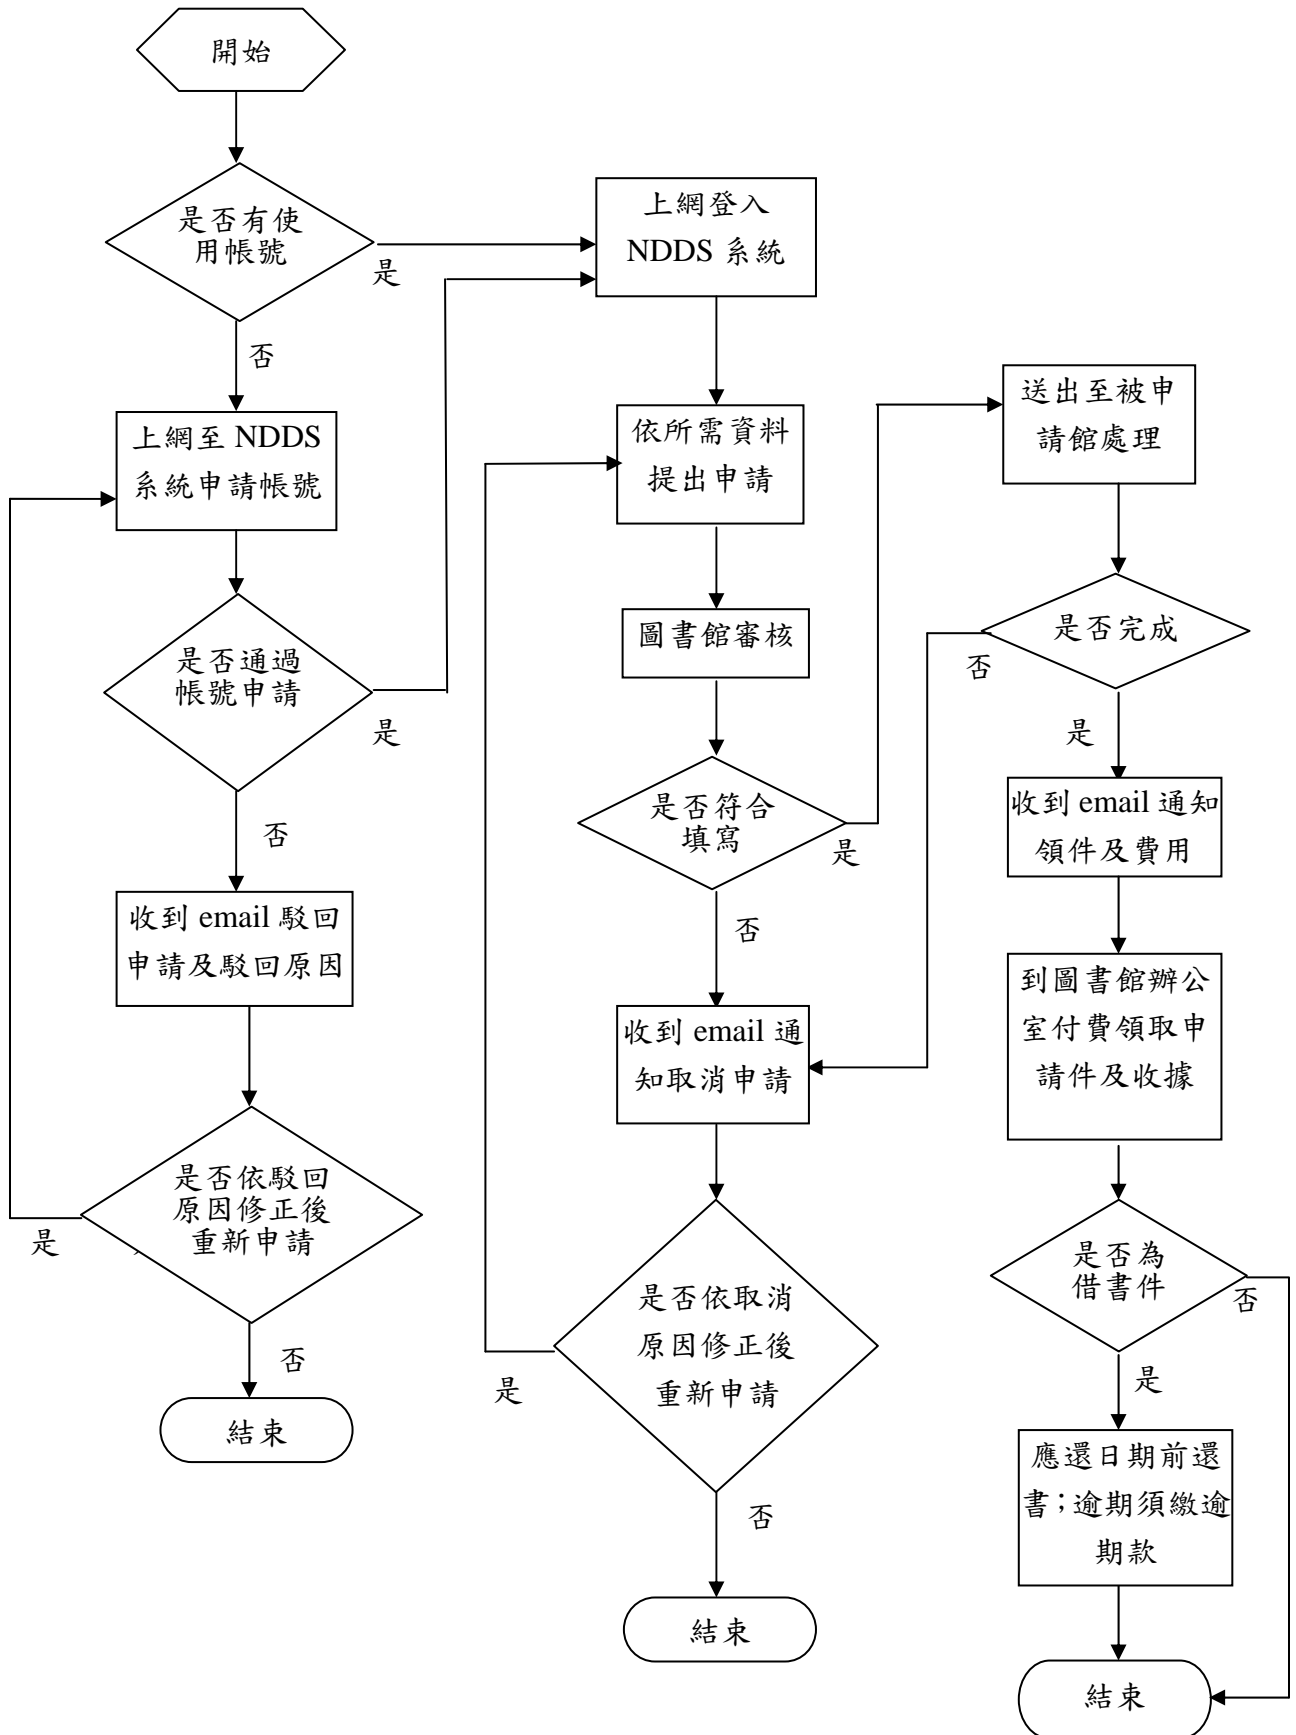 開始
是否有使
用帳號
是
否
上網至 NDDS
系統申請帳號
是否通過
帳號申請
是
否
收到 email 駁回
申請及駁回原因
是否依駁回
原因修正後
重新申請
是
否
結束
上網登入
NDDS 系統
依所需資料
提出申請
圖書館審核
是否符合
填寫
是
否
收到 email 通
知取消申請
是否依取消
原因修正後
重新申請
是
否
結束
送出至被申
請館處理
是否完成
否
是
收到 email 通知
領件及費用
到圖書館辦公
室付費領取申
請件及收據
是否為
借書件
否
是
應還日期前還
書；逾期須繳逾
期款
結束